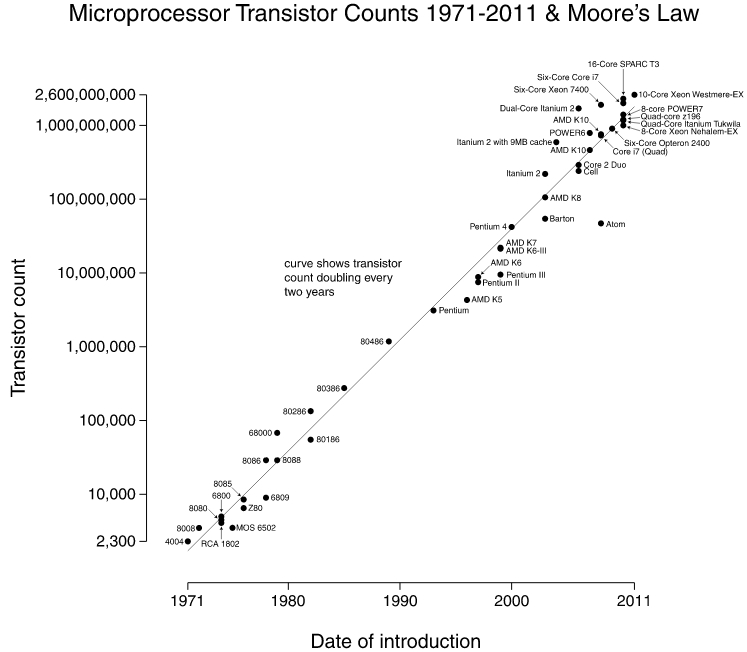 Microprocessor Transistor Counts 1971-2011 & Moore's Law
16-Core SPARC T3
Six-Core Core i7
Six-Core Xeon 7400
2,600,000,000
10-Core Xeon Westmere-EX
Dual-Core Itanium 2
8-core POWER7
Quad-core z196
AMD K10
1,000,000,000
Quad-Core Itanium Tukwila
POWER6
8-Core Xeon Nehalem-EX
Itanium 2 with 9MB cache
Six-Core Opteron 2400
AMD K10
Core i7 (Quad)
Core 2 Duo
Itanium 2
Cell
100,000,000
AMD K8
Barton
Atom
Pentium 4
AMD K7
AMD K6-III
curve shows transistor
count doubling every
two years
AMD K6
10,000,000
Pentium III
Pentium II
AMD K5
Pentium
Transistor count
1,000,000
80486
80386
100,000
80286
68000
80186
8086
8088
8085
10,000
6800
6809
8080
Z80
8008
MOS 6502
2,300
4004
RCA 1802
1971
1980
1990
2000
2011
Date of introduction